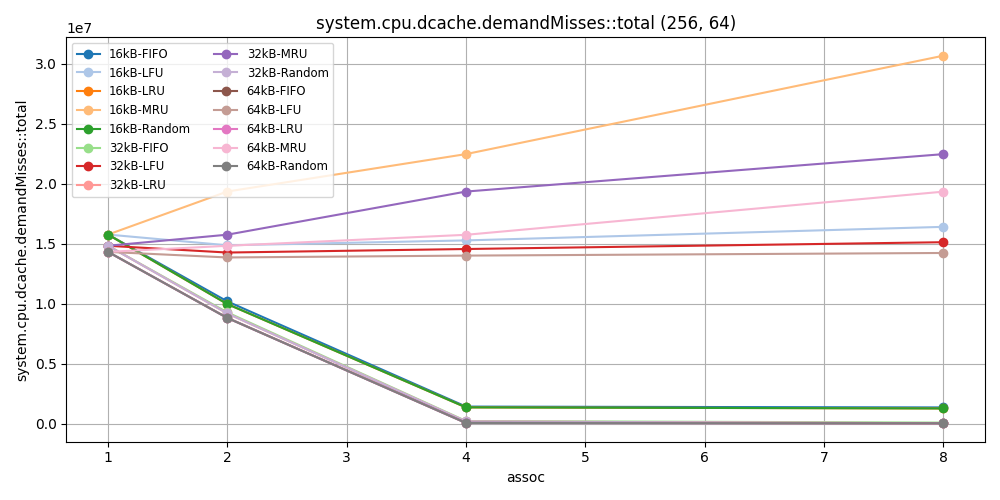 system.cpu.dcache.demandMisses::total (256, 64)
1e7
16kB-FIFO
16kB-LFU
16kB-LRU
16kB-MRU
16kB-Random
32kB-FIFO
32kB-LFU
32kB-LRU
32kB-MRU
32kB-Random
64kB-FIFO
64kB-LFU
64kB-LRU
64kB-MRU
64kB-Random
system.cpu.dcache.demandMisses::total
3.0
2.5
2.0
1.5
1.0
0.5
0.0
1 2 3 4 5 6 7 8
assoc